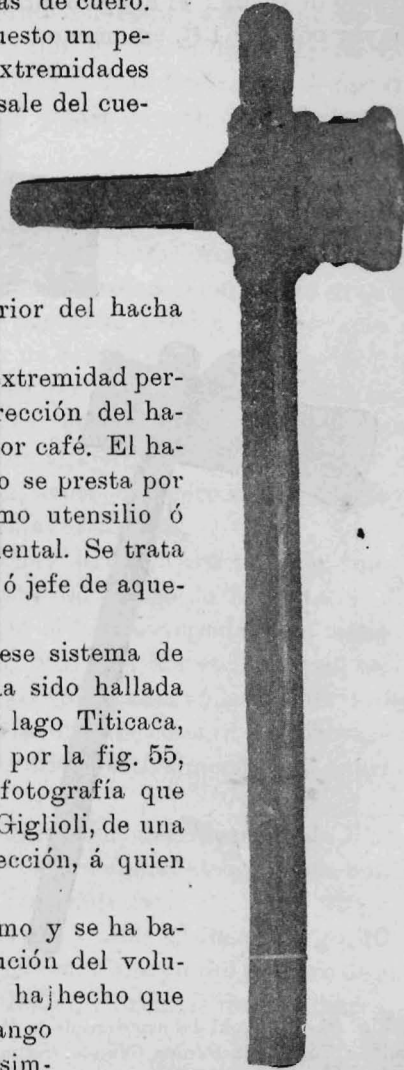 as de cuero.
uesto un pe-
xtremidades
sale del cue-
rior del hacha
xtremidad per-
rección del ha-
or café. El ha-
o se presta por
mo utensilio ó
ental. Se trata
ó jefe de aque-
ese sistema de
a sido hallada
lago Titicaca,
por la fig. 55,
fotografía que
Giglioli, de una
ección, á quien
mo y se ha ba-
ución del volu-
ha hecho que
ango
sim-